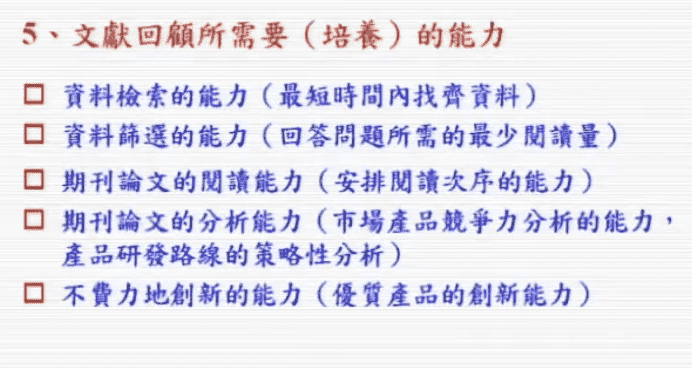 5、文獻回顧所需要（培養）的能力
□ 資料檢索的能力（最短時間內找齊資料）
□ 資料篩選的能力（回答問題所需的最少閱讀量）
□ 期刊論文的閱讀能力（安排閱讀次序的能力）
□ 期刊論文的分析能力（市場產品競爭力分析的能力，
產品研發路線的策略性分析）
□ 不費力地創新的能力（優質產品的創新能力）